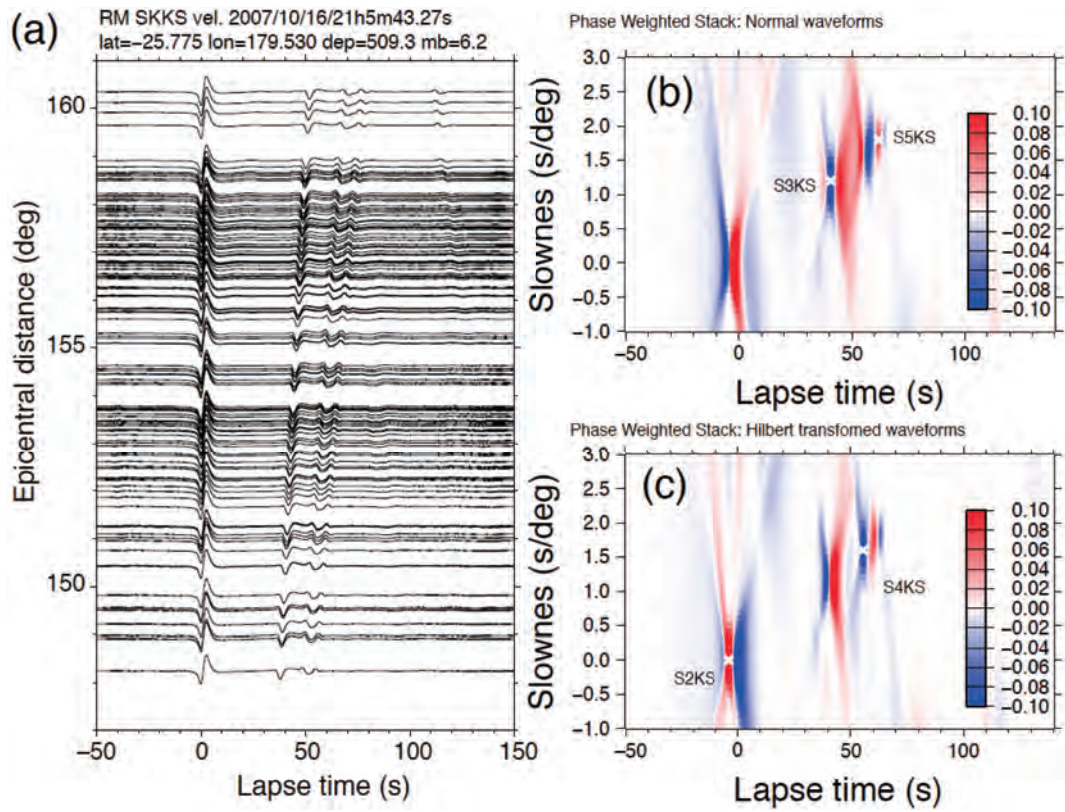 (a)
RM SKKS vel. 2007/10/16/21h5m43.27s
lat=−25.775 lon=179.530 dep=509.3 mb=6.2
160
155
150
Epicentral distance (deg)
−50 0 50 100 150
Lapse time (s)
Phase Weighted Stack: Normal waveforms
(b)
3.0
2.5
2.0
1.5
1.0
0.5
0.0
−0.5
−1.0
Slownes (s/deg)
S3KS
S5KS
0.10
0.08
0.06
0.04
0.02
0.00
−0.02
−0.04
−0.06
−0.08
−0.10
−50 0 50 100
Lapse time (s)
Phase Weighted Stack: Hilbert transfomed waveforms
(c)
3.0
2.5
2.0
1.5
1.0
0.5
0.0
−0.5
−1.0
Slownes (s/deg)
S2KS
S4KS
0.10
0.08
0.06
0.04
0.02
0.00
−0.02
−0.04
−0.06
−0.08
−0.10
−50 0 50 100
Lapse time (s)